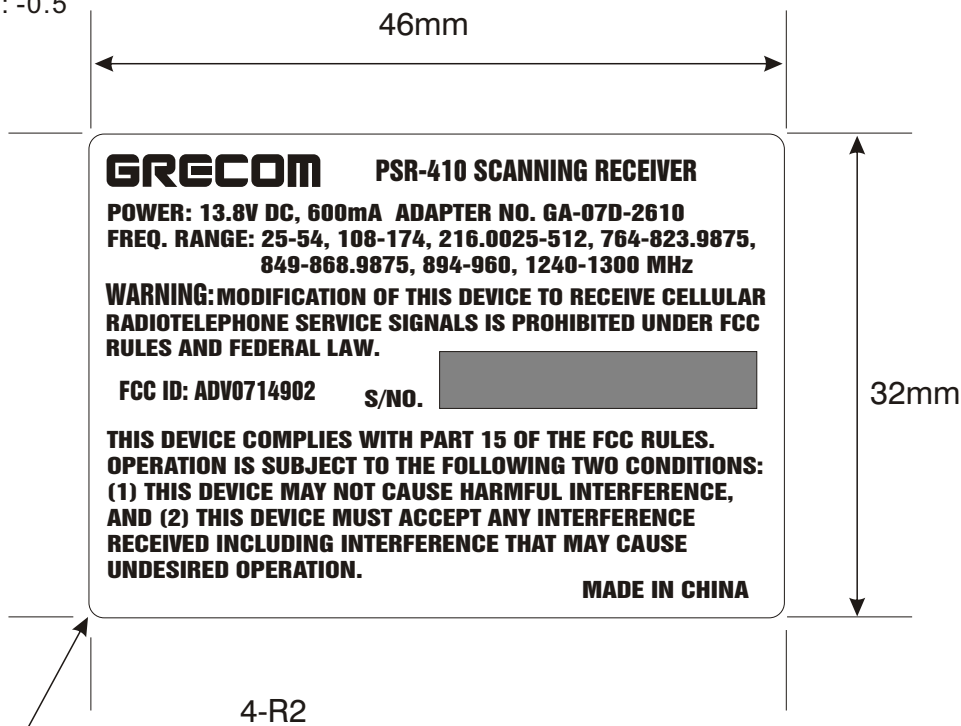 : -0.5
46mm
GRECOM PSR-410 SCANNING RECEIVER
POWER: 13.8V DC, 600mA ADAPTER NO. GA-07D-2610
FREQ. RANGE: 25-54, 108-174, 216.0025-512, 764-823.9875,
849-868.9875, 894-960, 1240-1300 MHz
WARNING: MODIFICATION OF THIS DEVICE TO RECEIVE CELLULAR
RADIOTELEPHONE SERVICE SIGNALS IS PROHIBITED UNDER FCC
RULES AND FEDERAL LAW.
FCC ID: ADV0714902 S/NO.
32mm
THIS DEVICE COMPLIES WITH PART 15 OF THE FCC RULES.
OPERATION IS SUBJECT TO THE FOLLOWING TWO CONDITIONS:
(1) THIS DEVICE MAY NOT CAUSE HARMFUL INTERFERENCE,
AND (2) THIS DEVICE MUST ACCEPT ANY INTERFERENCE
RECEIVED INCLUDING INTERFERENCE THAT MAY CAUSE
UNDESIRED OPERATION.
MADE IN CHINA
4-R2